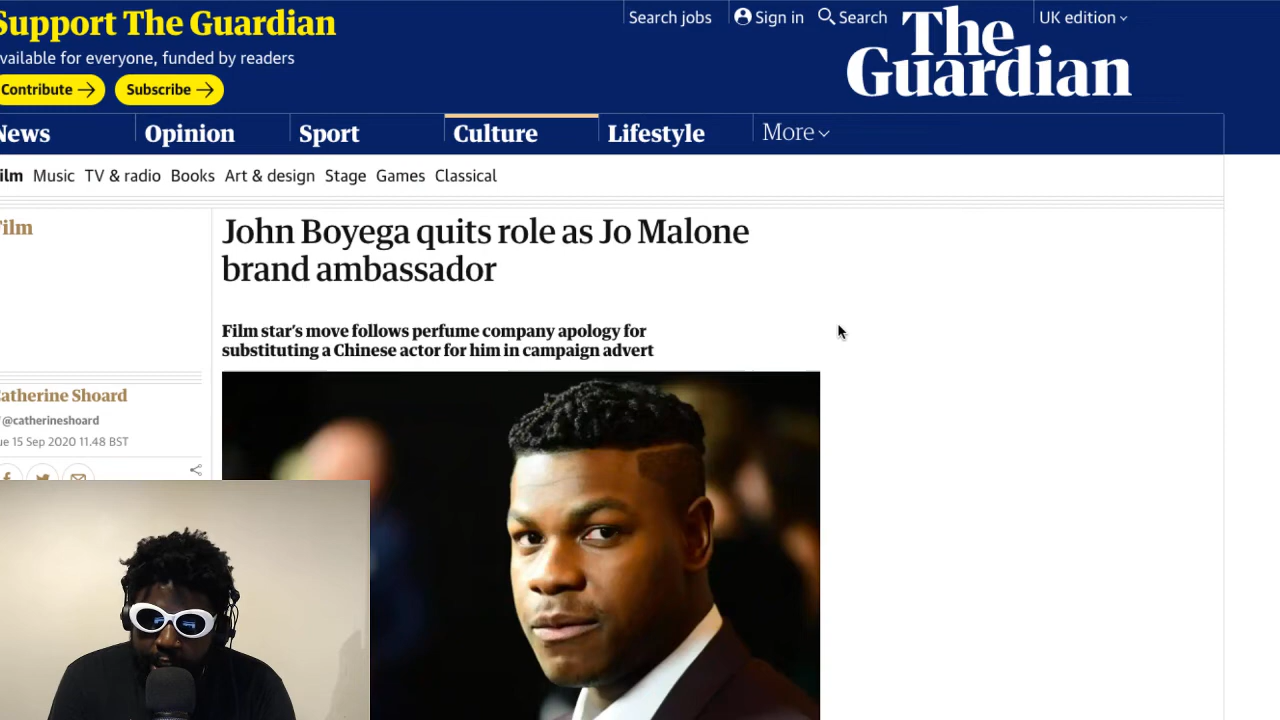 Support The Guardian
vailable for everyone, funded by readers
Contribute
Subscribe
Search jobs
Sign in
Search
UK edition
The
Guardian
News
Opinion
Sport
Culture
Lifestyle
More
ilm
Music
TV & radio
Books
Art & design
Stage
Games
Classical
Film
John Boyega quits role as Jo Malone
brand ambassador
Film star's move follows perfume company apology for
substituting a Chinese actor for him in campaign advert
atherine Shoard
@catherineshoard
ue 15 Sep 2020 11.48 BST